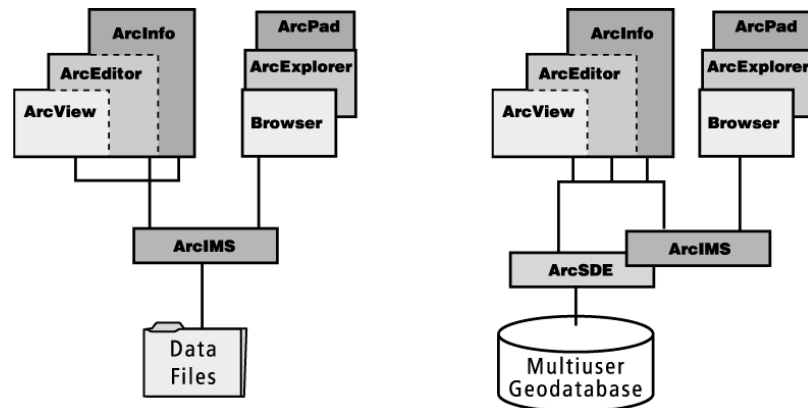 ArcInfo
ArcEditor
ArcView
ArcPad
ArcExplorer
Browser
ArcIMS
Data
Files
ArcInfo
ArcEditor
ArcView
ArcPad
ArcExplorer
Browser
ArcSDE
ArcIMS
Multiuser
Geodatabase